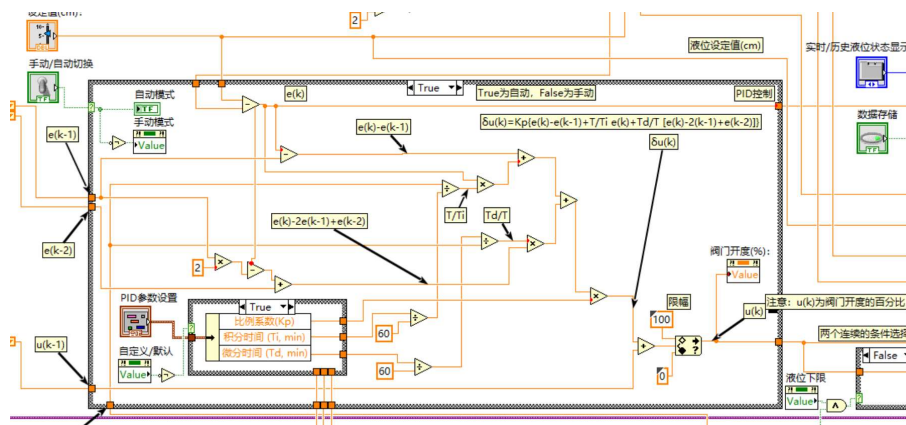 设定值(cm):
2
液位设定值(cm)
实时/历史液位状态显示
手动/自动切换
True
True为自动，False为手动
PID控制
自动模式
TF
e(k)
手动模式
Value
e(k)-e(k-1)
δu(k)=Kp{e(k)-e(k-1)+T/Ti e(k)+Td/T [e(k)-2(k-1)+e(k-2)]}
数据存储
TF
e(k-1)
δu(k)
T/Ti
Td/T
e(k)-2e(k-1)+e(k-2)
e(k-2)
阀门开度(%):
Value
2
PID参数设置
True
限幅
注意：u(k)为阀门开度的百分比
比例系数(Kp)
100
u(k)
积分时间 (Ti, min)
60
两个连续的条件选择
u(k-1)
自定义/默认
微分时间 (Td, min)
False
Value
60
0
液位下限
Value